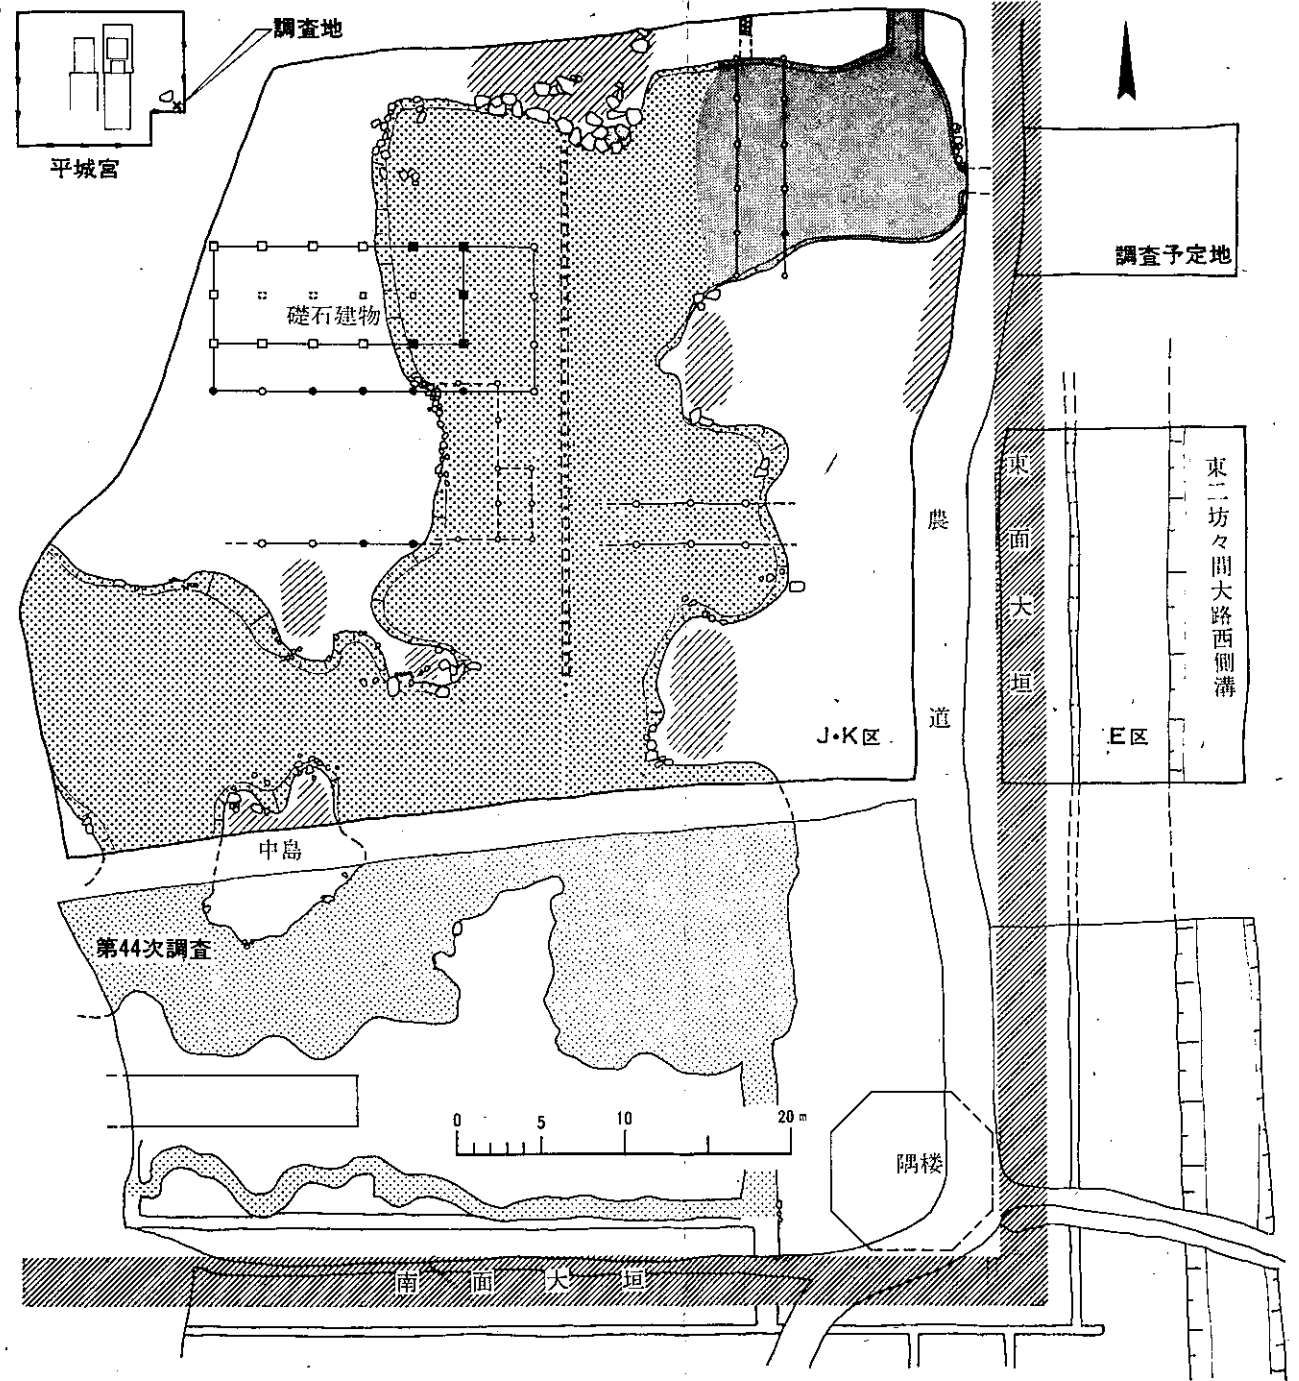 調査地
平城宮
調査予定地
礎石建物
東面大垣
東二坊々間大路西側溝
農道
J・K区
E区
中島
第44次調査
0 5 10 20m
隅楼
南面大垣